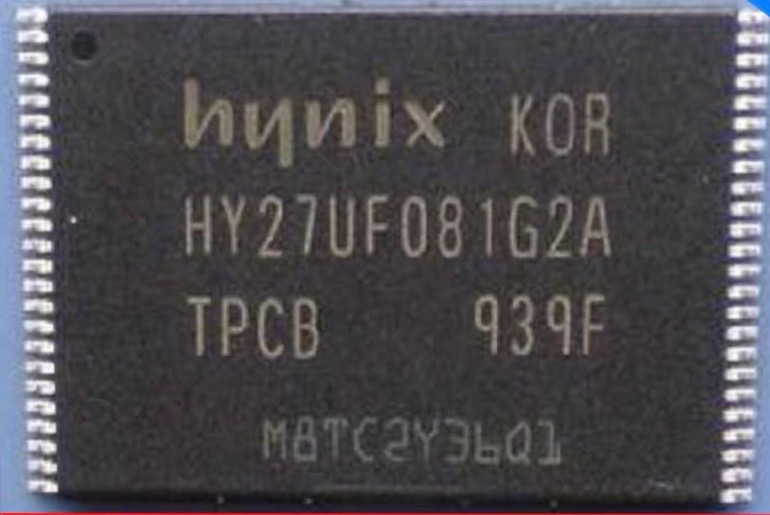 hynix KOR
HY27UF081G2A
TPCB 939F
M8TC2Y36Q1